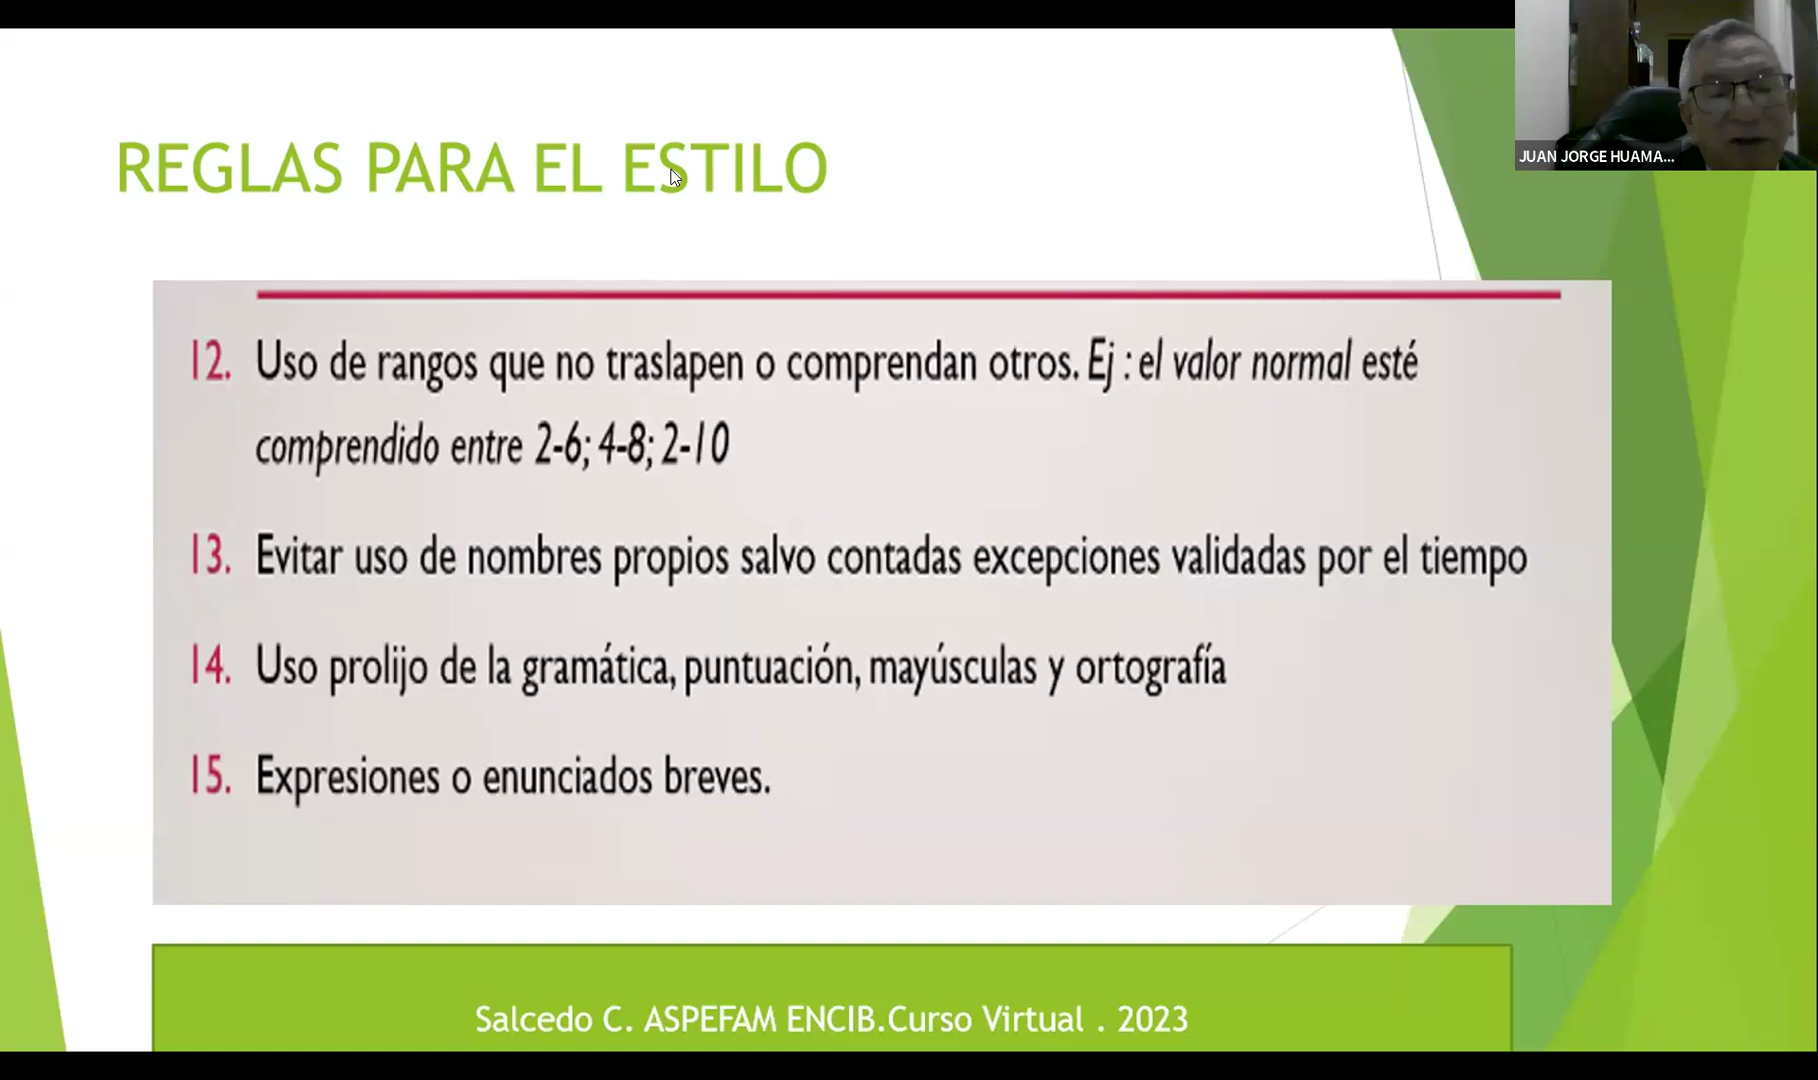 JUAN JORGE HUAMA...
REGLAS PARA EL ESTILO
12. Uso de rangos que no traslapen o comprendan otros. Ej : el valor normal esté
comprendido entre 2-6; 4-8; 2-10
13. Evitar uso de nombres propios salvo contadas excepciones validadas por el tiempo
14. Uso prolijo de la gramática, puntuación, mayúsculas y ortografía
15. Expresiones o enunciados breves.
Salcedo C. ASPEFAM ENCIB.Curso Virtual . 2023